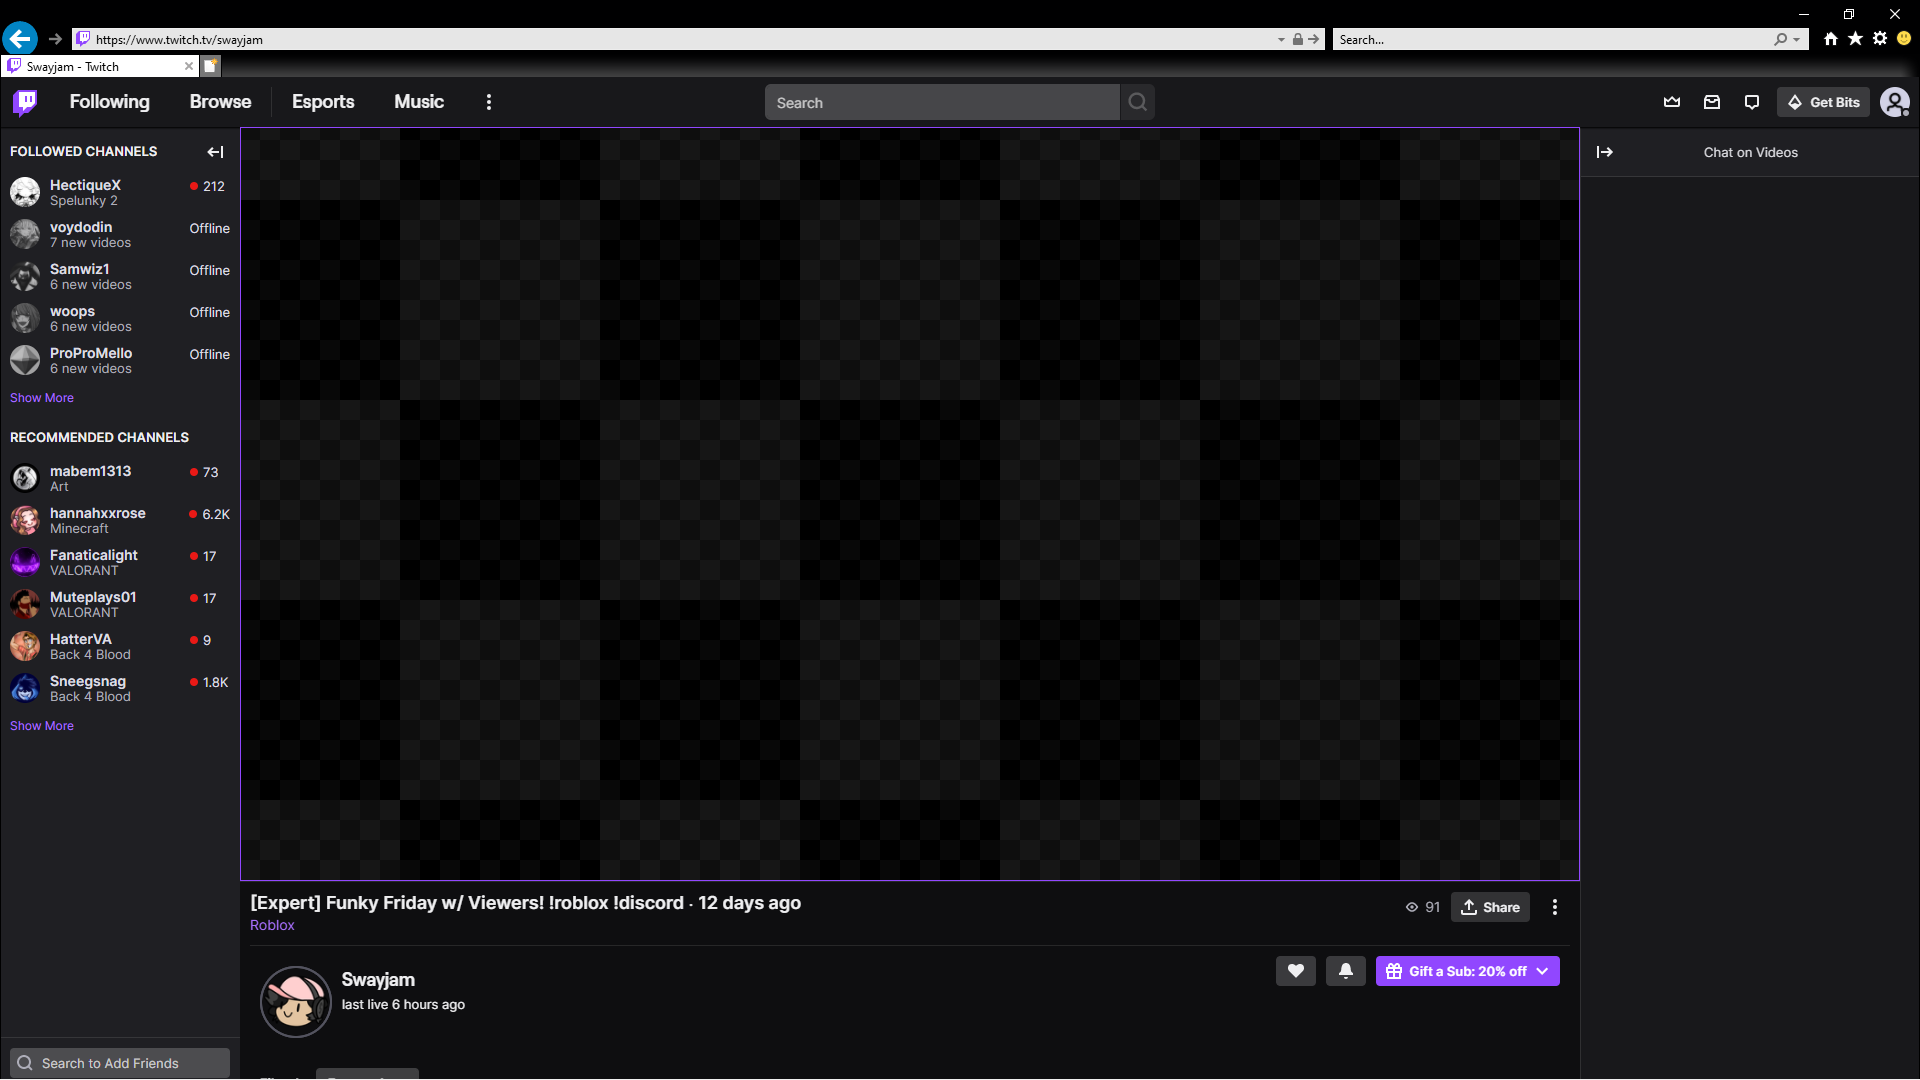 https://www.twitch.tv/swayjam
Search...
Swayjam - Twitch
Following
Browse
Esports
Music
Search
Get Bits
FOLLOWED CHANNELS
HectiqueX
212
Spelunky 2
voydodin
Offline
7 new videos
Samwiz1
Offline
6 new videos
woops
Offline
6 new videos
ProProMello
Offline
6 new videos
Show More
RECOMMENDED CHANNELS
mabem1313
73
Art
hannahxxrose
6.2K
Minecraft
Fanaticalight
17
VALORANT
Muteplays01
17
VALORANT
HatterVA
9
Back 4 Blood
Sneegsnag
1.8K
Back 4 Blood
Show More
Search to Add Friends
[Expert] Funky Friday w/ Viewers! !roblox !discord · 12 days ago
Roblox
91
Share
Swayjam
last live 6 hours ago
Gift a Sub: 20% off
Chat on Videos